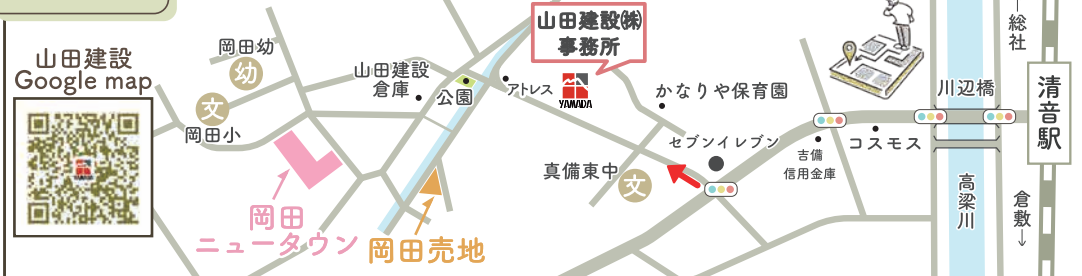 山田建設
Google map
岡田幼
幼
文
岡田小
山田建設
倉庫
公園
アトレス
山田建設㈱
事務所
YAMADA
かなりや保育園
セブンイレブン
真備東中
文
吉備
信用金庫
コスモス
川辺橋
高梁川
総社
清音駅
倉敷→
岡田
ニュータウン
岡田売地